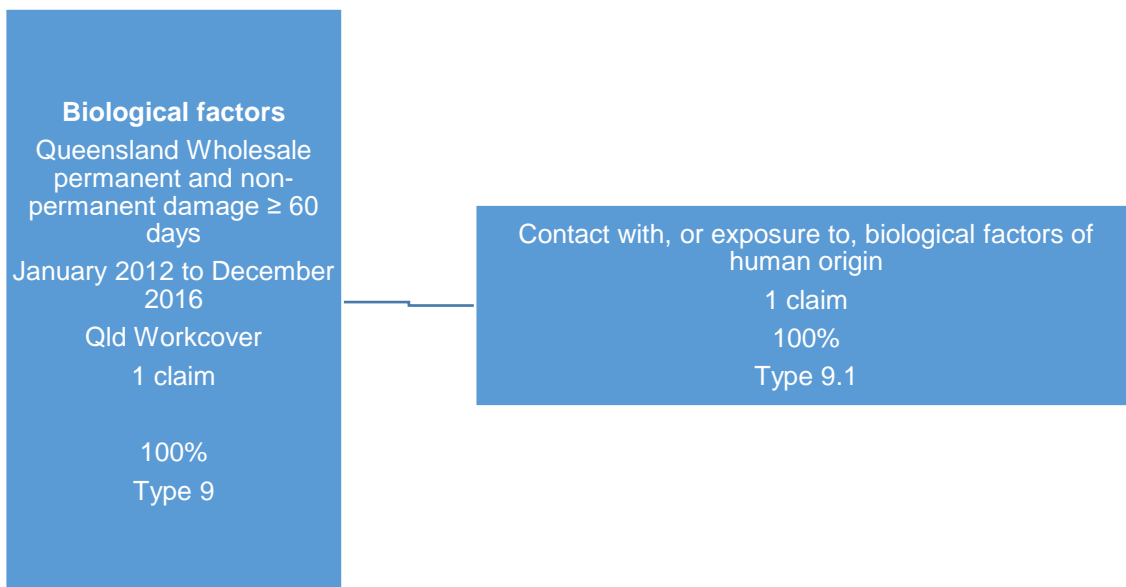 Biological factors
Queensland Wholesale
permanent and non-
permanent damage ≥ 60
days
January 2012 to December
2016
Qld Workcover
1 claim
100%
Type 9
Contact with, or exposure to, biological factors of
human origin
1 claim
100%
Type 9.1